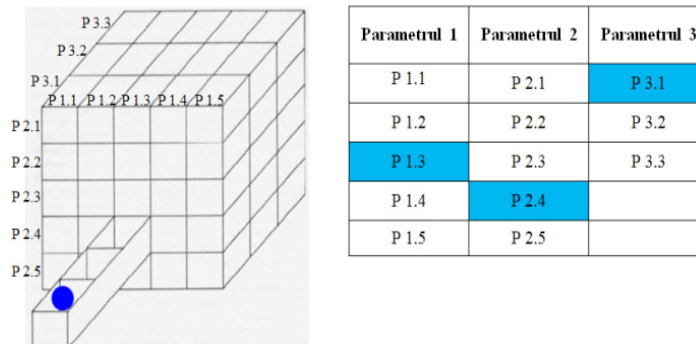 P 3.3
P 3.2
P 3.1
P 1.1 P 1.2 P 1.3 P 1.4 P 1.5
P 2.1
P 2.2
P 2.3
P 2.4
P 2.5
Parametrul 1 Parametrul 2 Parametrul 3
P 1.1 P 2.1 P 3.1
P 1.2 P 2.2 P 3.2
P 1.3 P 2.3 P 3.3
P 1.4 P 2.4
P 1.5 P 2.5